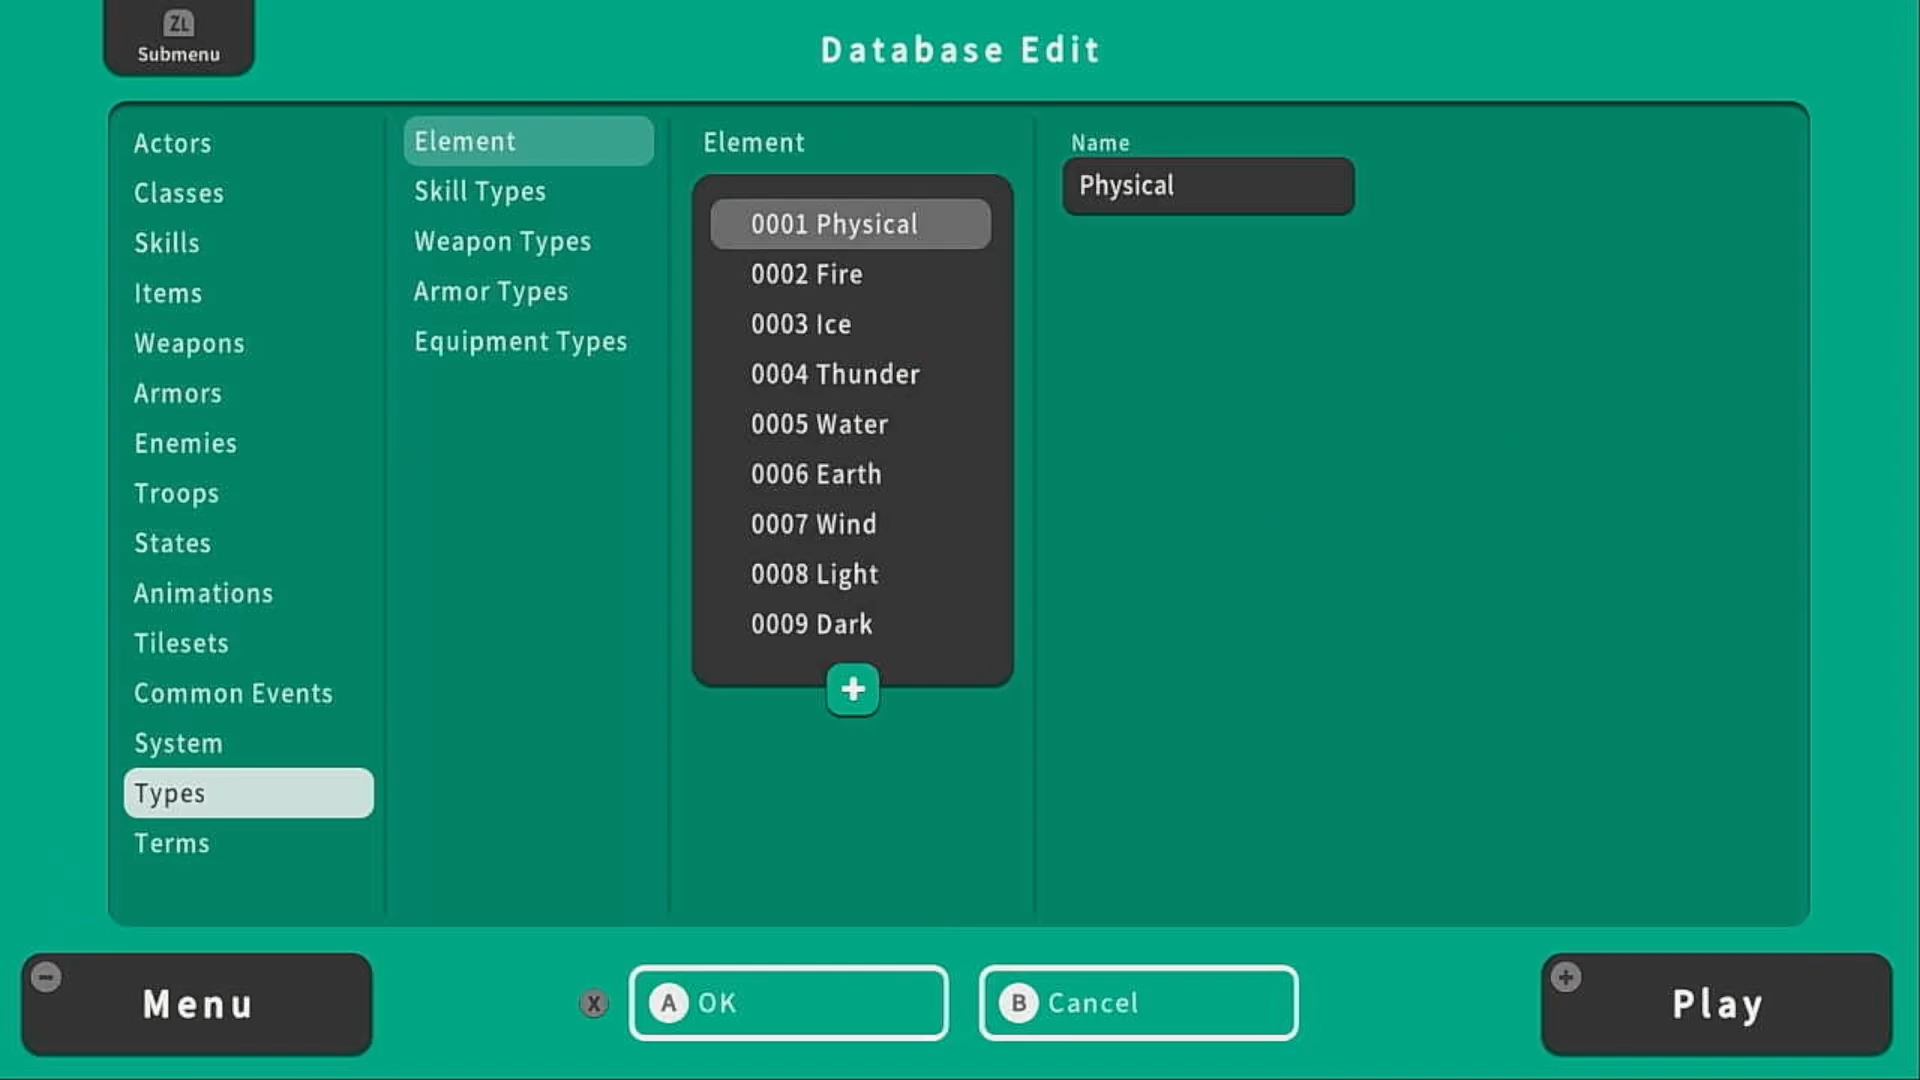 ZL
Submenu
Database Edit
Actors
Classes
Skills
Items
Weapons
Armors
Enemies
Troops
States
Animations
Tilesets
Common Events
System
Types
Terms
Element
Skill Types
Weapon Types
Armor Types
Equipment Types
Element
0001 Physical
0002 Fire
0003 Ice
0004 Thunder
0005 Water
0006 Earth
0007 Wind
0008 Light
0009 Dark
+
Name
Physical
- Menu
X
A OK
B Cancel
+ Play